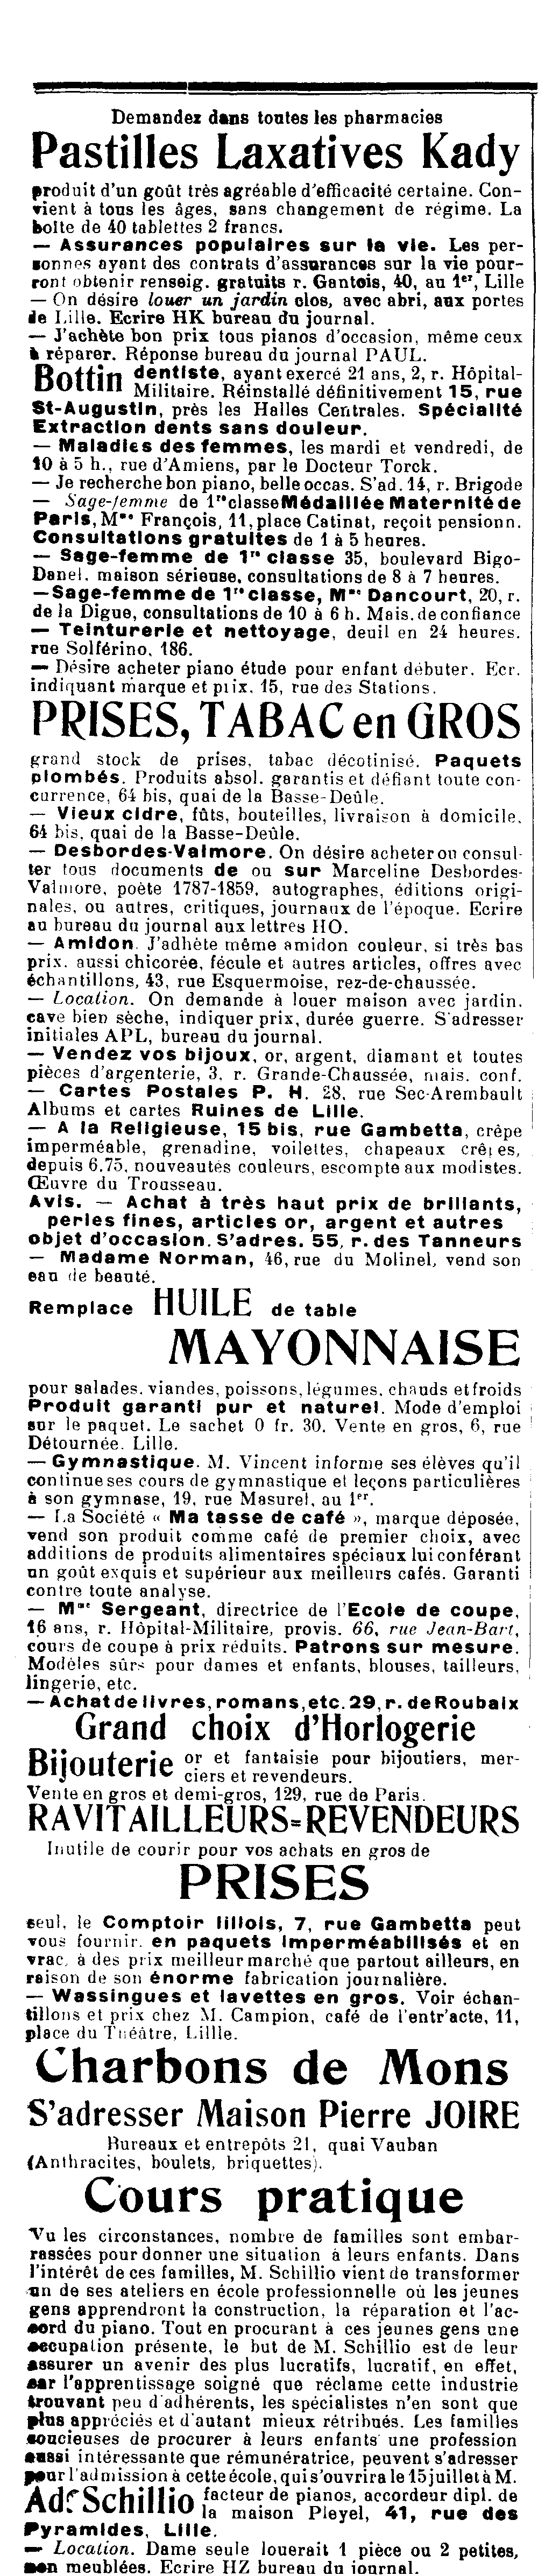 Demandez dans toutes les pharmacies
Pastilles Laxatives Kady
produit d'un goût très agréable d'efficacité certaine. Con-
vient à tous les âges, sans changement de régime. La
boîte de 40 tablettes 2 francs.
— Assurances populaires sur la vie. Les per-
sonnes ayant des contrats d'assurances sur la vie pour-
ront obtenir renseig. gratuits r. Gantois, 40, au 1er, Lille
— On désire louer un jardin clos, avec abri, aux portes
de Lille. Ecrire HK bureau du journal.
— J'achète bon prix tous pianos d'occasion, même ceux
à réparer. Réponse bureau du journal PAUL.
Bottin dentiste, ayant exercé 21 ans, 2, r. Hôpital-
Militaire. Réinstallé définitivement 15, rue
St-Augustin, près les Halles Centrales. Spécialité
Extraction dents sans douleur.
— Maladies des femmes, les mardi et vendredi, de
10 à 5 h., rue d'Amiens, par le Docteur Torck.
— Je recherche bon piano, belle occas. S'ad. 14, r. Brigode
— Sage-femme de 1re classe Médaillée Maternité de
Paris, Mme François, 11, place Catinat, reçoit pensionn.
Consultations gratuites de 1 à 5 heures.
— Sage-femme de 1re classe 35, boulevard Bigo-
Danel. maison sérieuse, consultations de 8 à 7 heures.
— Sage-femme de 1re classe, Mme Dancourt, 20, r.
de la Digue, consultations de 10 à 6 h. Mais. de confiance
— Teinturerie et nettoyage, deuil en 24 heures.
rue Solférino, 186.
— Désire acheter piano étude pour enfant débuter. Ecr.
indiquant marque et prix. 15, rue des Stations.
PRISES, TABAC en GROS
grand stock de prises, tabac décotinisé. Paquets
plombés. Produits absol. garantis et défiant toute con-
currence, 64 bis, quai de la Basse-Deûle.
— Vieux cidre, fûts, bouteilles, livraison à domicile,
64 bis, quai de la Basse-Deûle.
— Desbordes-Valmore. On désire acheter ou consul-
ter tous documents de ou sur Marceline Desbordes-
Valmore, poète 1787-1859, autographes, éditions origi-
nales, ou autres, critiques, journaux de l'époque. Ecrire
au bureau du journal aux lettres HO.
— Amidon. J'adhète même amidon couleur, si très bas
prix. aussi chicorée, fécule et autres articles, offres avec
échantillons, 43, rue Esquermoise, rez-de-chaussée.
— Location. On demande à louer maison avec jardin,
cave bien sèche, indiquer prix, durée guerre. S'adresser
initiales APL, bureau du journal.
— Vendez vos bijoux, or, argent, diamant et toutes
pièces d'argenterie, 3, r. Grande-Chaussée, mais. conf.
— Cartes Postales P. H. 28, rue Sec-Arembault
Albums et cartes Ruines de Lille.
— A la Religieuse, 15 bis, rue Gambetta, crêpe
imperméable, grenadine, voilettes, chapeaux crêpes,
depuis 6.75, nouveautés couleurs, escompte aux modistes.
Œuvre du Trousseau.
Avis. — Achat à très haut prix de brillants,
perles fines, articles or, argent et autres
objet d'occasion. S'adres. 55, r. des Tanneurs
— Madame Norman, 46, rue du Molinel, vend son
eau de beauté.
Remplace HUILE de table
MAYONNAISE
pour salades, viandes, poissons, légumes, chauds et froids
Produit garanti pur et naturel. Mode d'emploi
sur le paquet. Le sachet 0 fr. 30. Vente en gros, 6, rue
Détournée. Lille.
— Gymnastique. M. Vincent informe ses élèves qu'il
continue ses cours de gymnastique et leçons particulières
à son gymnase, 19, rue Masurel, au 1er.
— La Société « Ma tasse de café », marque déposée,
vend son produit comme café de premier choix, avec
additions de produits alimentaires spéciaux lui conférant
un goût exquis et supérieur aux meilleurs cafés. Garanti
contre toute analyse.
— Mme Sergeant, directrice de l'Ecole de coupe,
16 ans, r. Hôpital-Militaire, provis. 66, rue Jean-Bart,
cours de coupe à prix réduits. Patrons sur mesure.
Modèles sûrs pour dames et enfants, blouses, tailleurs,
lingerie, etc.
— Achat de livres, romans, etc. 29, r. de Roubaix
Grand choix d'Horlogerie
Bijouterie or et fantaisie pour bijoutiers, mer-
ciers et revendeurs.
Vente en gros et demi-gros, 129, rue de Paris.
RAVITAILLEURS=REVENDEURS
Inutile de courir pour vos achats en gros de
PRISES
seul, le Comptoir lillois, 7, rue Gambetta peut
vous fournir, en paquets imperméabilisés et en
vrac, à des prix meilleur marché que partout ailleurs, en
raison de son énorme fabrication journalière.
— Wassingues et lavettes en gros. Voir échan-
tillons et prix chez M. Campion, café de l'entr'acte, 11,
place du Théâtre, Lillle.
Charbons de Mons
S'adresser Maison Pierre JOIRE
Bureaux et entrepôts 21, quai Vauban
(Anthracites, boulets, briquettes).
Cours pratique
Vu les circonstances, nombre de familles sont embar-
rassées pour donner une situation à leurs enfants. Dans
l'intérêt de ces familles, M. Schillio vient de transformer
un de ses ateliers en école professionnelle où les jeunes
gens apprendront la construction, la réparation et l'ac-
cord du piano. Tout en procurant à ces jeunes gens une
occupation présente, le but de M. Schillio est de leur
assurer un avenir des plus lucratifs, lucratif, en effet,
car l'apprentissage soigné que réclame cette industrie
trouvant peu d'adhérents, les spécialistes n'en sont que
plus appréciés et d'autant mieux rétribués. Les familles
soucieuses de procurer à leurs enfants une profession
aussi intéressante que rémunératrice, peuvent s'adresser
pour l'admission à cette école, qui s'ouvrira le 15 juillet à M.
Ad. Schillio facteur de pianos, accordeur dipl. de
la maison Pleyel, 41, rue des
Pyramides, Lille.
— Location. Dame seule louerait 1 pièce ou 2 petites,
non meublées. Ecrire HZ bureau du journal.